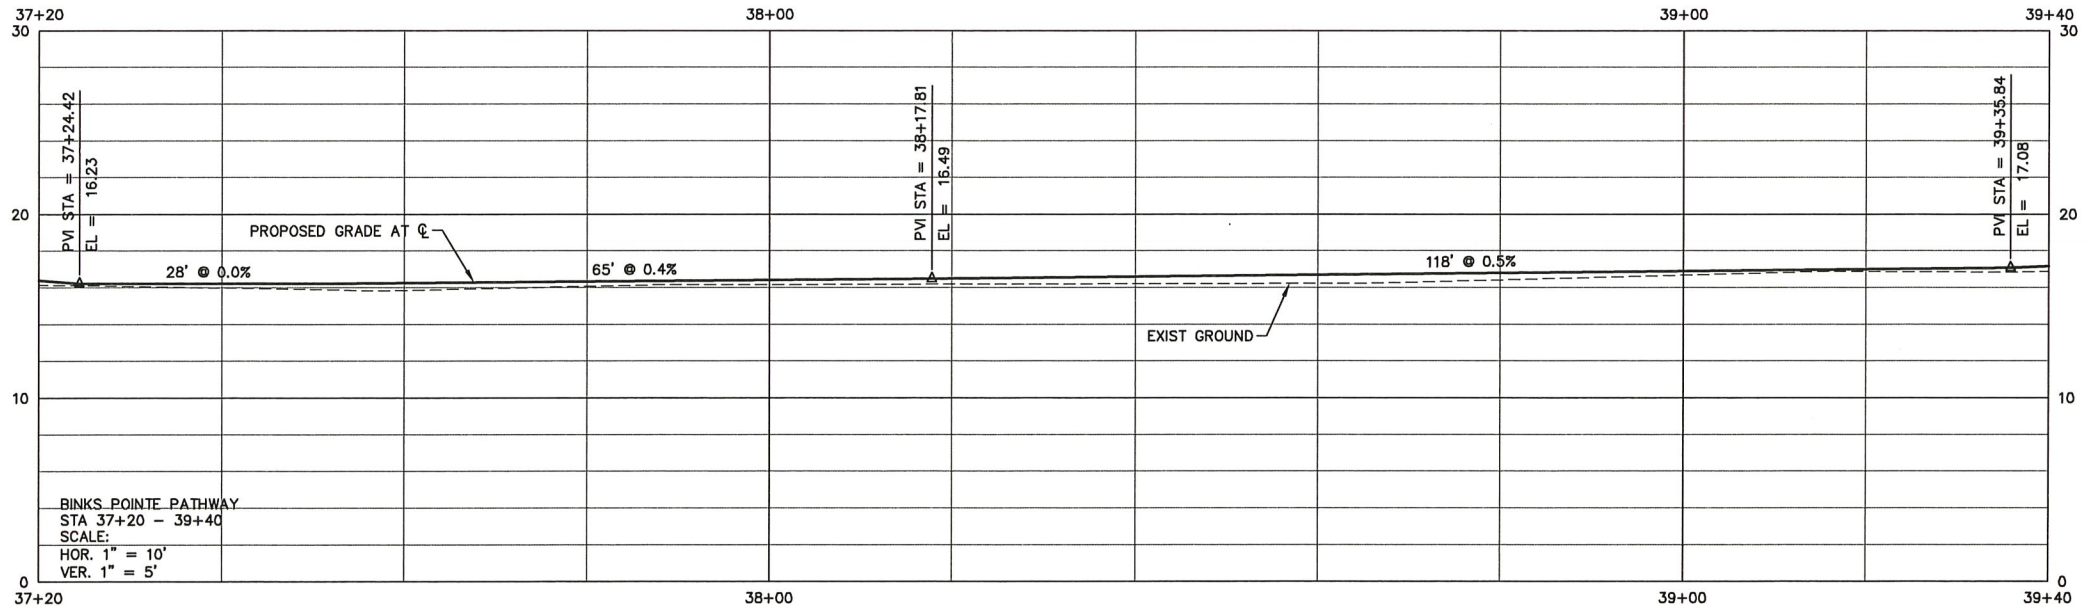 37+20 38+00 39+00 39+40
30 30
PVI STA = 37+24.42
EL = 16.23
PVI STA = 38+17.81
EL = 16.49
PVI STA = 39+35.84
EL = 17.08
20 20
PROPOSED GRADE AT ℄
28' @ 0.0% 65' @ 0.4% 118' @ 0.5%
EXIST GROUND
10 10
BINKS POINTE PATHWAY
STA 37+20 - 39+40
SCALE:
HOR. 1" = 10'
VER. 1" = 5'
0 0
37+20 38+00 39+00 39+40